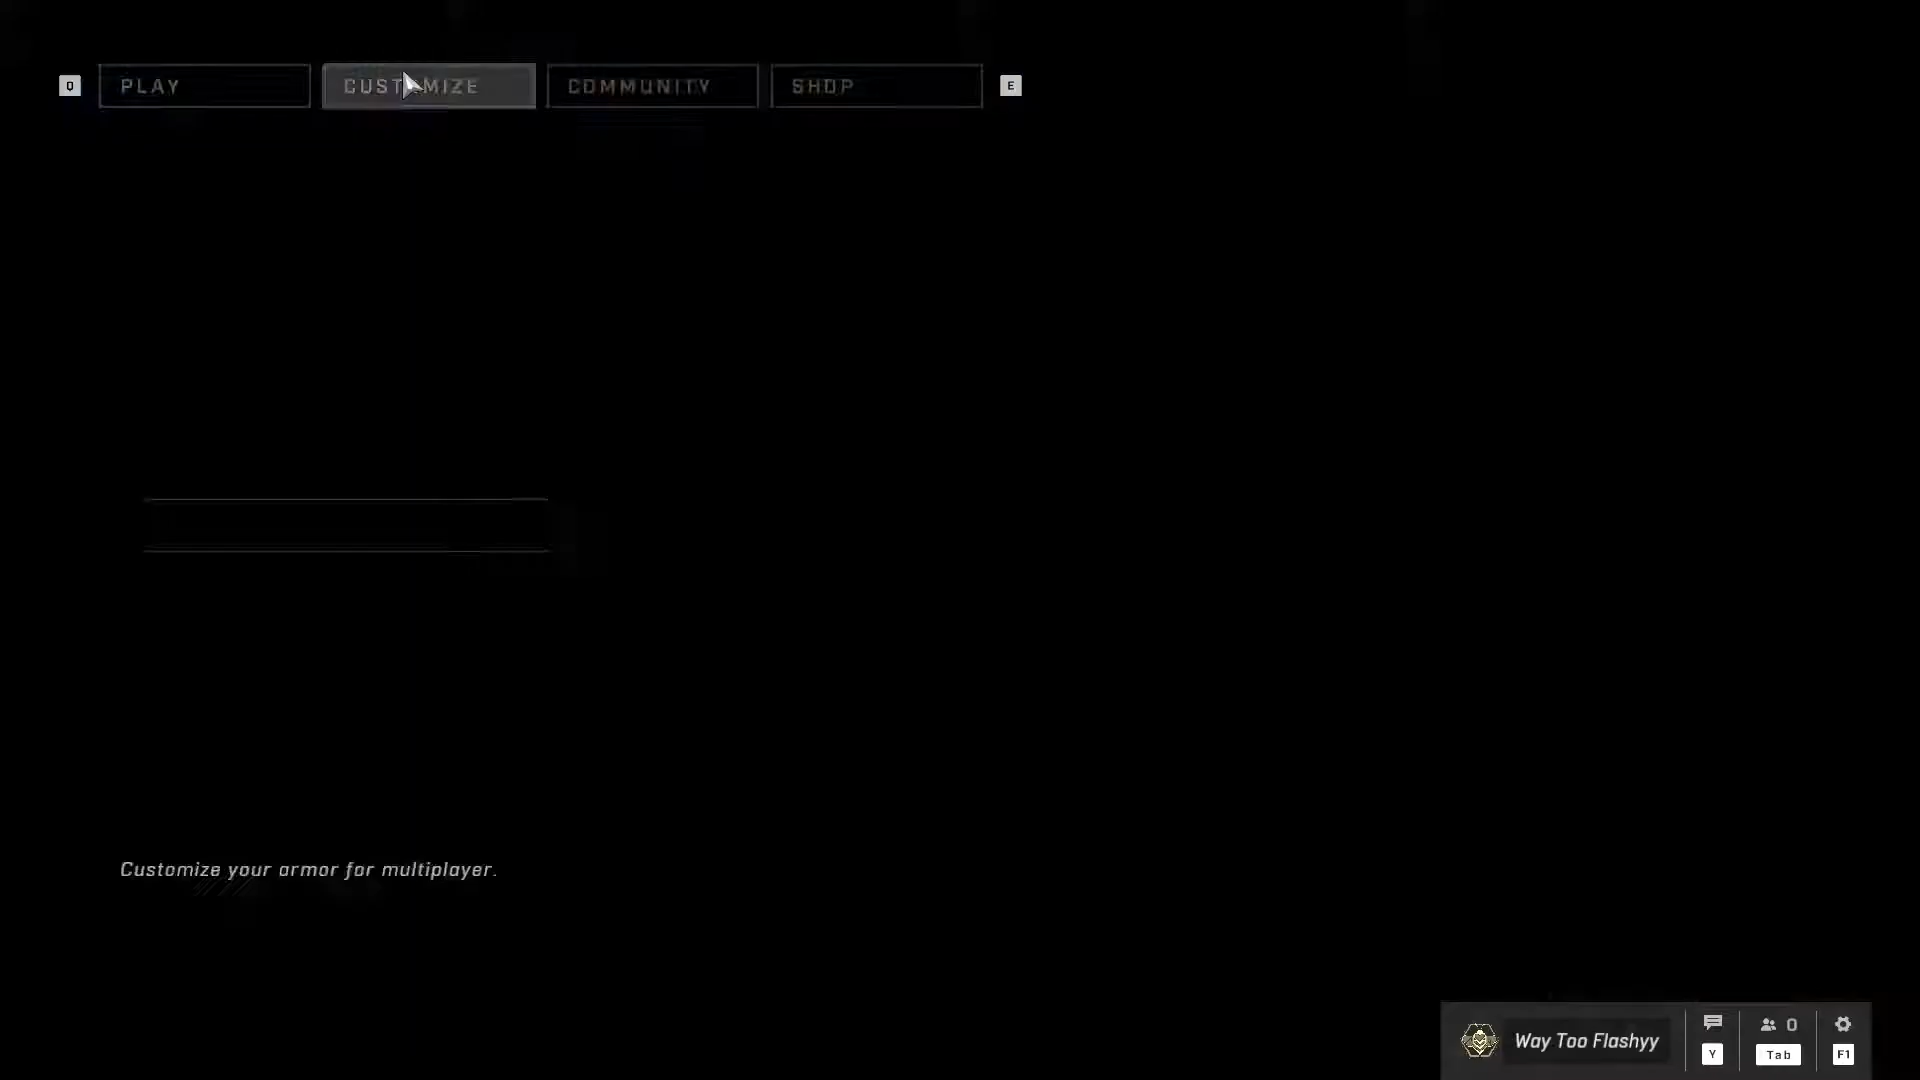 Q PLAY CUSTOMIZE COMMUNITY SHOP E
Customize your armor for multiplayer.
Way Too Flashyy
0
Y Tab F1